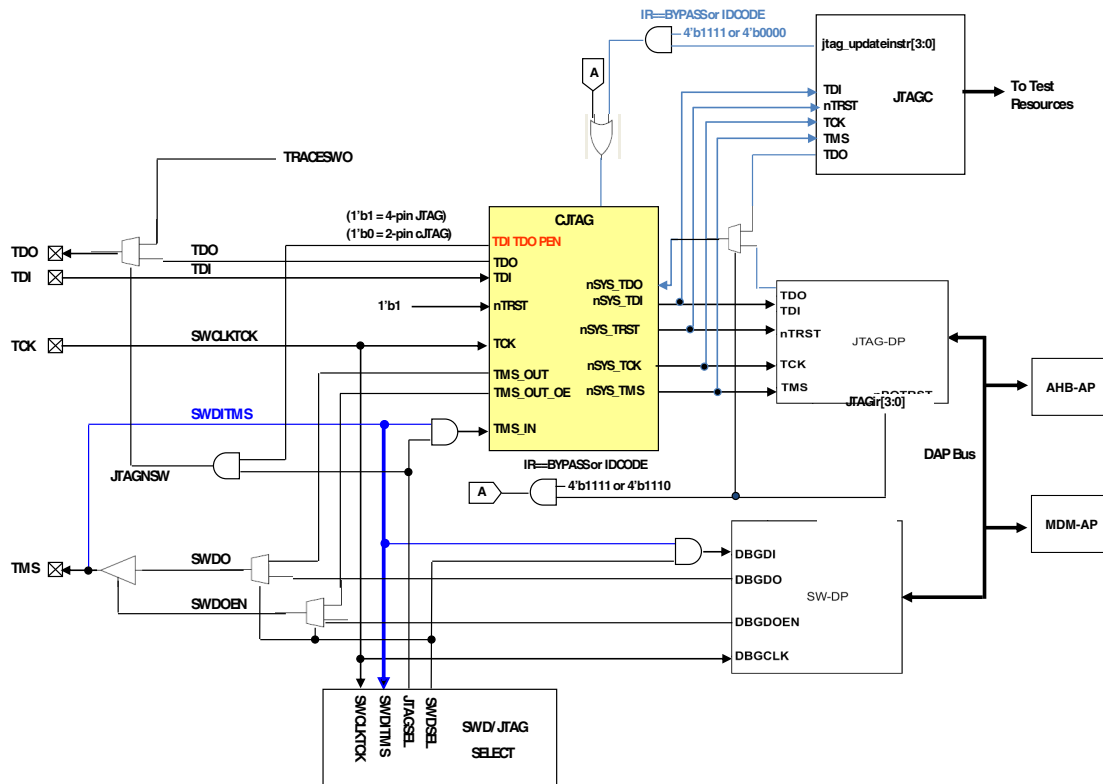 IR==BYPASS or IDCODE
4'b1111 or 4'b0000
jtag_updateinstr[3:0]
A
TDI
nTRST
TCK
TMS
TDO
JTAGC
To Test
Resources
TRACESWO
(1'b1 = 4-pin JTAG)
(1'b0 = 2-pin cJTAG)
CJTAG
TDI TDO PEN
TDO
TDO
TDO
TDI
TDI
TDI
1'b1
nTRST
TCK
SWCLKTCK
TCK
TMS_OUT
TMS_OUT_OE
TMS_IN
nSYS_TDO
nSYS_TDI
nSYS_TRST
nSYS_TCK
nSYS_TMS
TDO
TDI
nTRST
TCK
TMS
JTAG-DP
JTAGir[3:0]
AHB-AP
DAP Bus
MDM-AP
SWDITMS
JTAGNSW
IR==BYPASS or IDCODE
4'b1111 or 4'b1110
A
TMS
SWDO
SWDOEN
DBGDI
DBGDO
DBGDOEN
DBGCLK
SW-DP
SWCLKTCK
SWDITMS
JTAGSEL
SWDSEL
SWD/JTAG
SELECT